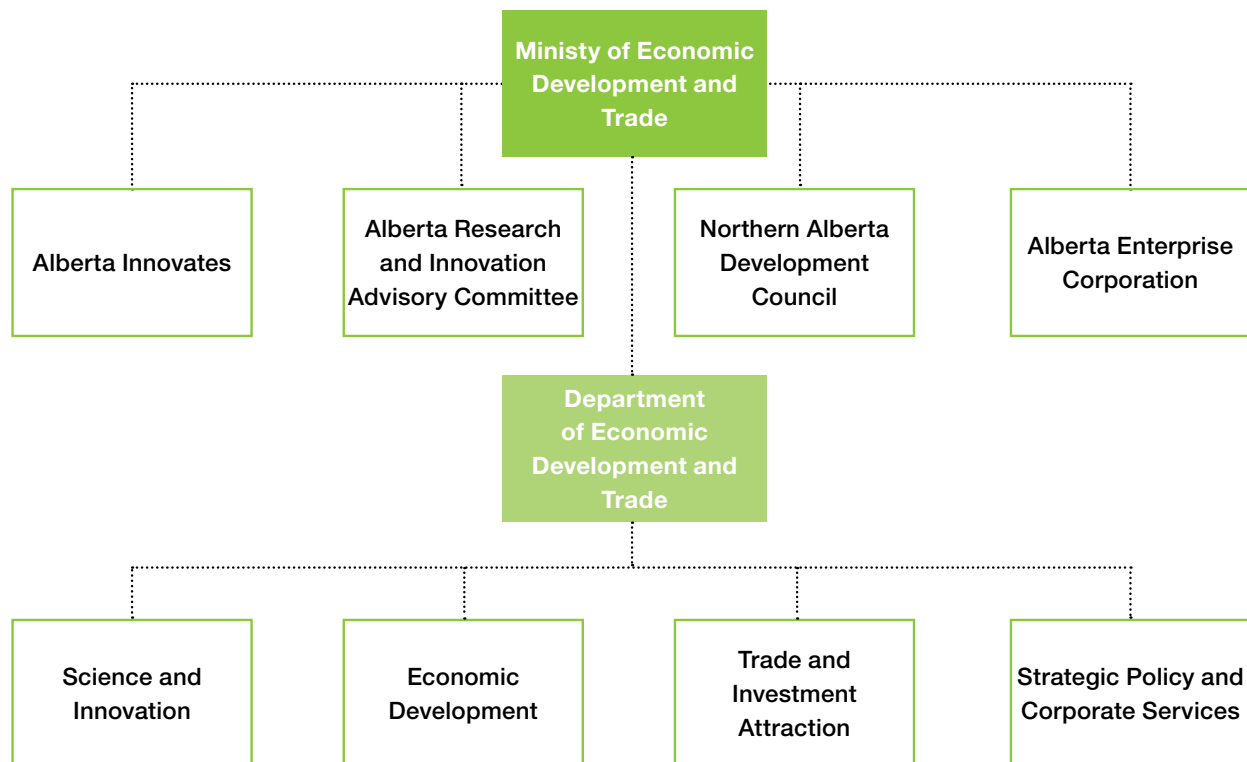 Ministy of Economic
Development and
Trade
Alberta Innovates
Alberta Research
and Innovation
Advisory Committee
Northern Alberta
Development
Council
Alberta Enterprise
Corporation
Department
of Economic
Development and
Trade
Science and
Innovation
Economic
Development
Trade and
Investment
Attraction
Strategic Policy and
Corporate Services